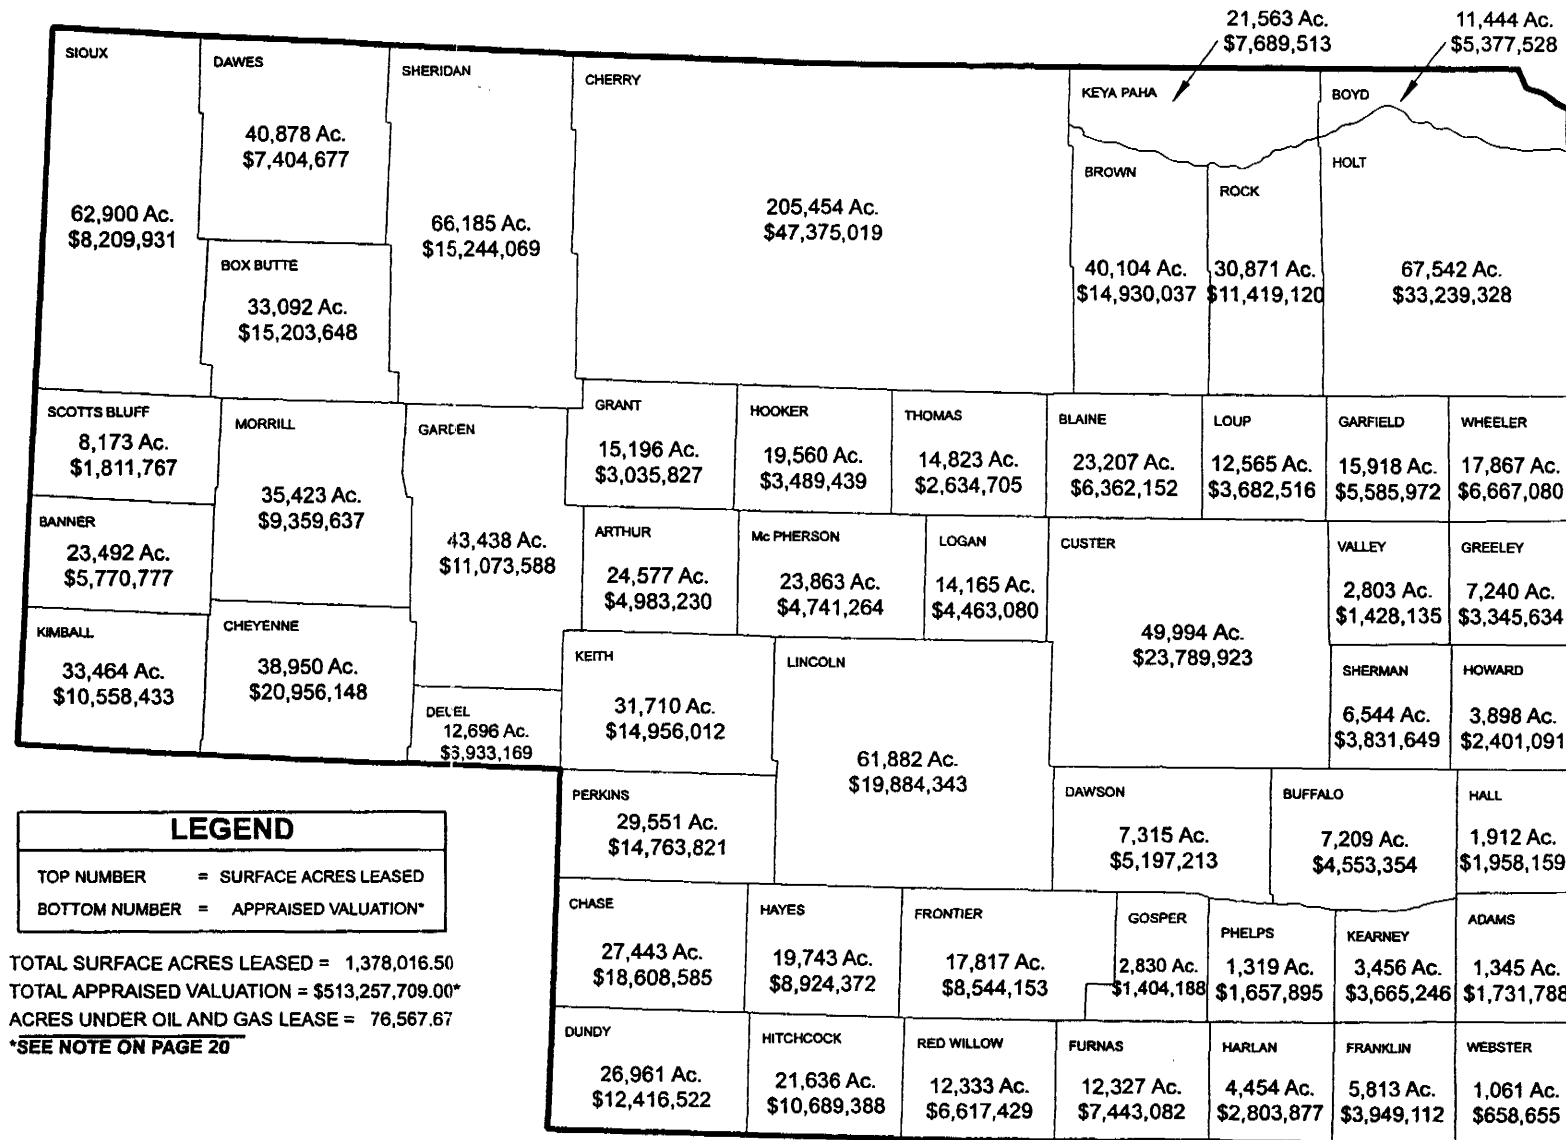 21,563 Ac.
$7,689,513
11,444 Ac.
$5,377,528
SIOUX
62,900 Ac.
$8,209,931
DAWES
40,878 Ac.
$7,404,677
SHERIDAN
66,185 Ac.
$15,244,069
CHERRY
205,454 Ac.
$47,375,019
KEYA PAHA
BOYD
BROWN
40,104 Ac.
$14,930,037
ROCK
30,871 Ac.
$11,419,120
HOLT
67,542 Ac.
$33,239,328
BOX BUTTE
33,092 Ac.
$15,203,648
SCOTTS BLUFF
8,173 Ac.
$1,811,767
MORRILL
35,423 Ac.
$9,359,637
GARDEN
43,438 Ac.
$11,073,588
GRANT
15,196 Ac.
$3,035,827
HOOKER
19,560 Ac.
$3,489,439
THOMAS
14,823 Ac.
$2,634,705
BLAINE
23,207 Ac.
$6,362,152
LOUP
12,565 Ac.
$3,682,516
GARFIELD
15,918 Ac.
$5,585,972
WHEELER
17,867 Ac.
$6,667,080
BANNER
23,492 Ac.
$5,770,777
ARTHUR
24,577 Ac.
$4,983,230
Mc PHERSON
23,863 Ac.
$4,741,264
LOGAN
14,165 Ac.
$4,463,080
CUSTER
49,994 Ac.
$23,789,923
VALLEY
2,803 Ac.
$1,428,135
GREELEY
7,240 Ac.
$3,345,634
KIMBALL
33,464 Ac.
$10,558,433
CHEYENNE
38,950 Ac.
$20,956,148
DEUEL
12,696 Ac.
$6,933,169
KEITH
31,710 Ac.
$14,956,012
LINCOLN
61,882 Ac.
$19,884,343
SHERMAN
6,544 Ac.
$3,831,649
HOWARD
3,898 Ac.
$2,401,091
PERKINS
29,551 Ac.
$14,763,821
DAWSON
7,315 Ac.
$5,197,213
BUFFALO
7,209 Ac.
$4,553,354
HALL
1,912 Ac.
$1,958,159
CHASE
27,443 Ac.
$18,608,585
HAYES
19,743 Ac.
$8,924,372
FRONTIER
17,817 Ac.
$8,544,153
GOSPER
2,830 Ac.
$1,404,188
PHELPS
1,319 Ac.
$1,657,895
KEARNEY
3,456 Ac.
$3,665,246
ADAMS
1,345 Ac.
$1,731,788
DUNDY
26,961 Ac.
$12,416,522
HITCHCOCK
21,636 Ac.
$10,689,388
RED WILLOW
12,333 Ac.
$6,617,429
FURNAS
12,327 Ac.
$7,443,082
HARLAN
4,454 Ac.
$2,803,877
FRANKLIN
5,813 Ac.
$3,949,112
WEBSTER
1,061 Ac.
$658,655
LEGEND
TOP NUMBER = SURFACE ACRES LEASED
BOTTOM NUMBER = APPRAISED VALUATION*
TOTAL SURFACE ACRES LEASED = 1,378,016.50
TOTAL APPRAISED VALUATION = $513,257,709.00*
ACRES UNDER OIL AND GAS LEASE = 76,567.67
*SEE NOTE ON PAGE 20